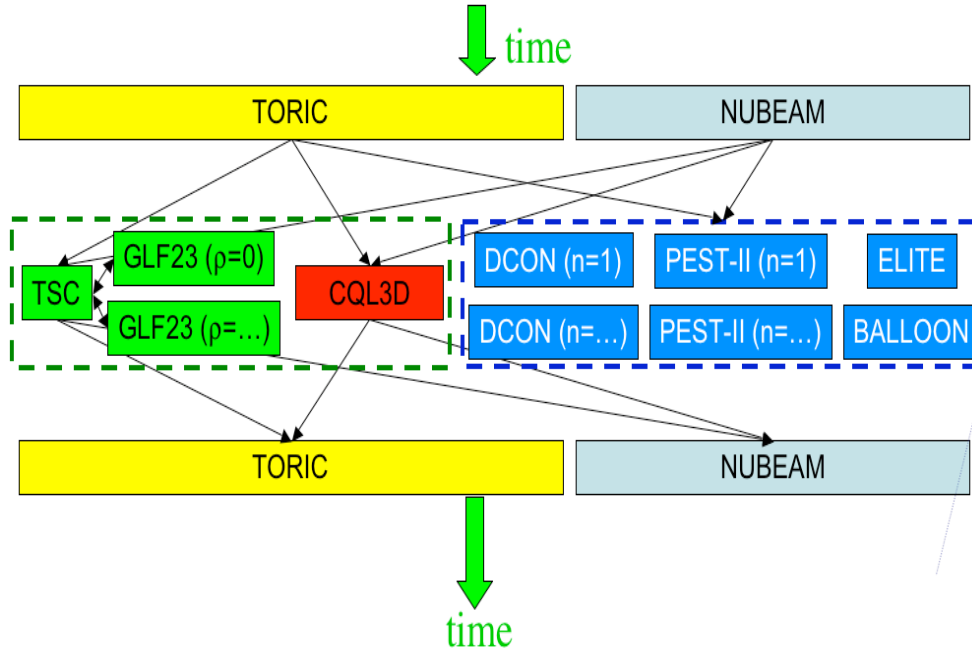 time
TORIC
NUBEAM
GLF23 (ρ=0)
TSC
GLF23 (ρ=...)
CQL3D
DCON (n=1)
PEST-II (n=1)
ELITE
DCON (n=...)
PEST-II (n=...)
BALLOON
TORIC
NUBEAM
time